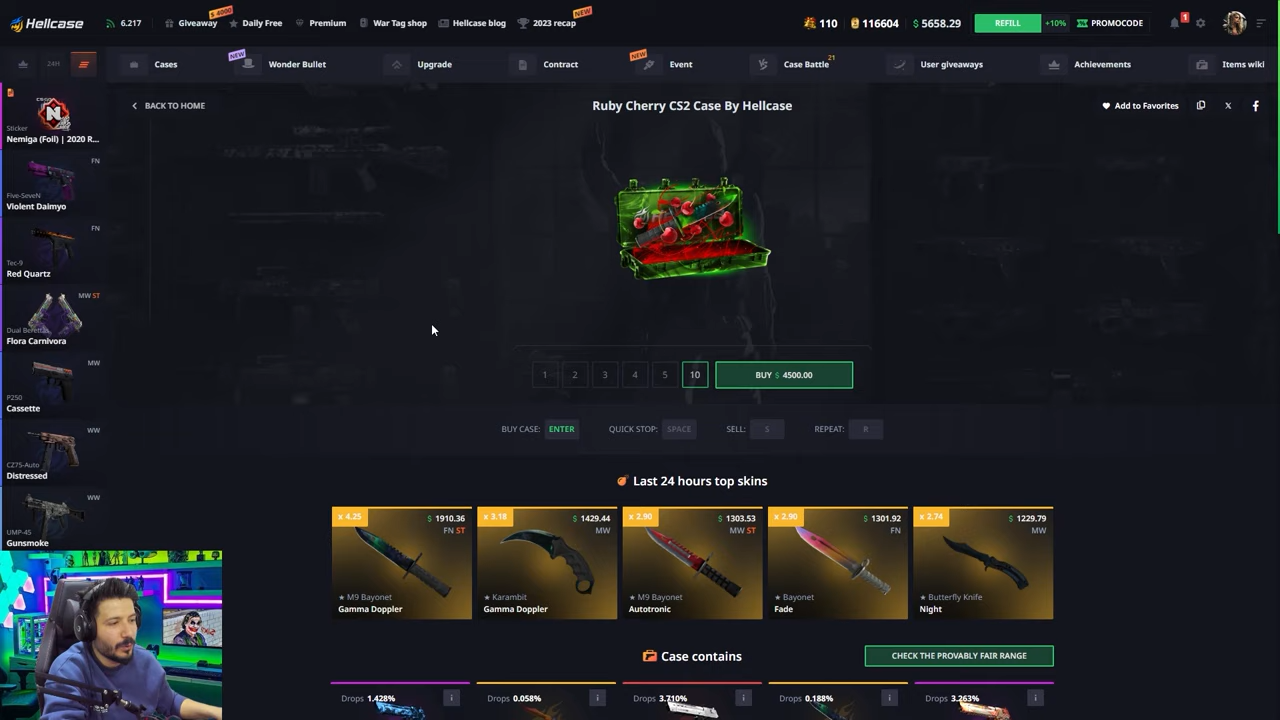 Hellcase
6.217
Giveaway
$ 4000
Daily Free
Premium
War Tag shop
Hellcase blog
2023 recap
NEW
110
116604
$ 5658.29
REFILL
+10%
PROMOCODE
1
24H
Cases
NEW
Wonder Bullet
Upgrade
Contract
NEW
Event
Case Battle
21
User giveaways
Achievements
Items wiki
BACK TO HOME
Ruby Cherry CS2 Case By Hellcase
Add to Favorites
Sticker
Nemiga (Foil) | 2020 R...
FN
Five-SeveN
Violent Daimyo
FN
Tec-9
Red Quartz
MW ST
Dual Berettas
Flora Carnivora
MW
P250
Cassette
WW
CZ75-Auto
Distressed
WW
UMP-45
Gunsmoke
1 2 3 4 5 10
BUY $ 4500.00
BUY CASE: ENTER
QUICK STOP: SPACE
SELL: S
REPEAT: R
Last 24 hours top skins
x 4.25
$ 1910.36
FN ST
★ M9 Bayonet
Gamma Doppler
x 3.18
$ 1429.44
MW
★ Karambit
Gamma Doppler
x 2.90
$ 1303.53
MW ST
★ M9 Bayonet
Autotronic
x 2.90
$ 1301.92
FN
★ Bayonet
Fade
x 2.74
$ 1229.79
MW
★ Butterfly Knife
Night
Case contains
CHECK THE PROVABLY FAIR RANGE
Drops 1.428%
Drops 0.058%
Drops 3.710%
Drops 0.188%
Drops 3.263%